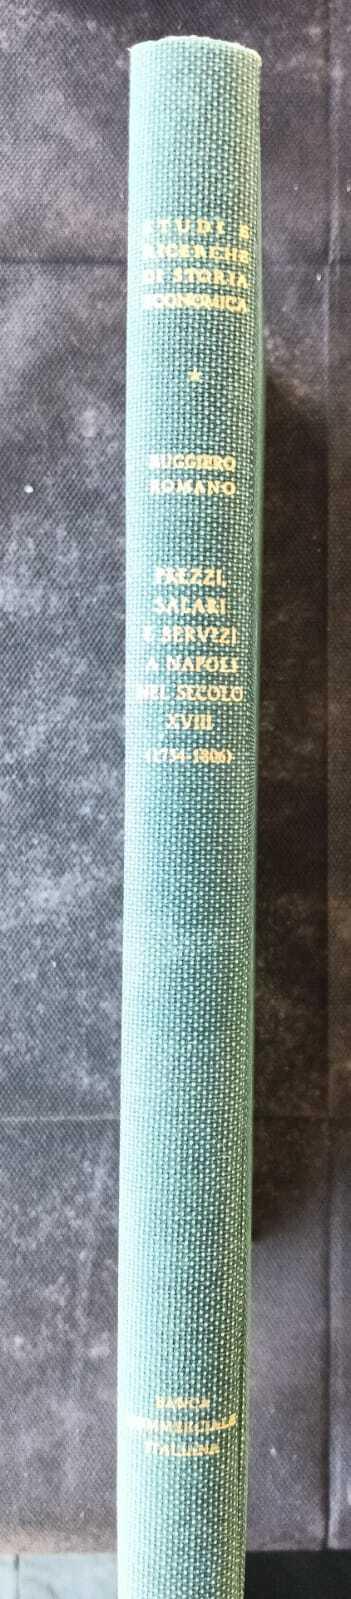 STUDI E
RICERCHE
DI STORIA
ECONOMICA
*
RUGGIERO
ROMANO
PREZZI,
SALARI
E SERVIZI
A NAPOLI
NEL SECOLO
XVIII
(1734-1806)
BANCA
COMMERCIALE
ITALIANA